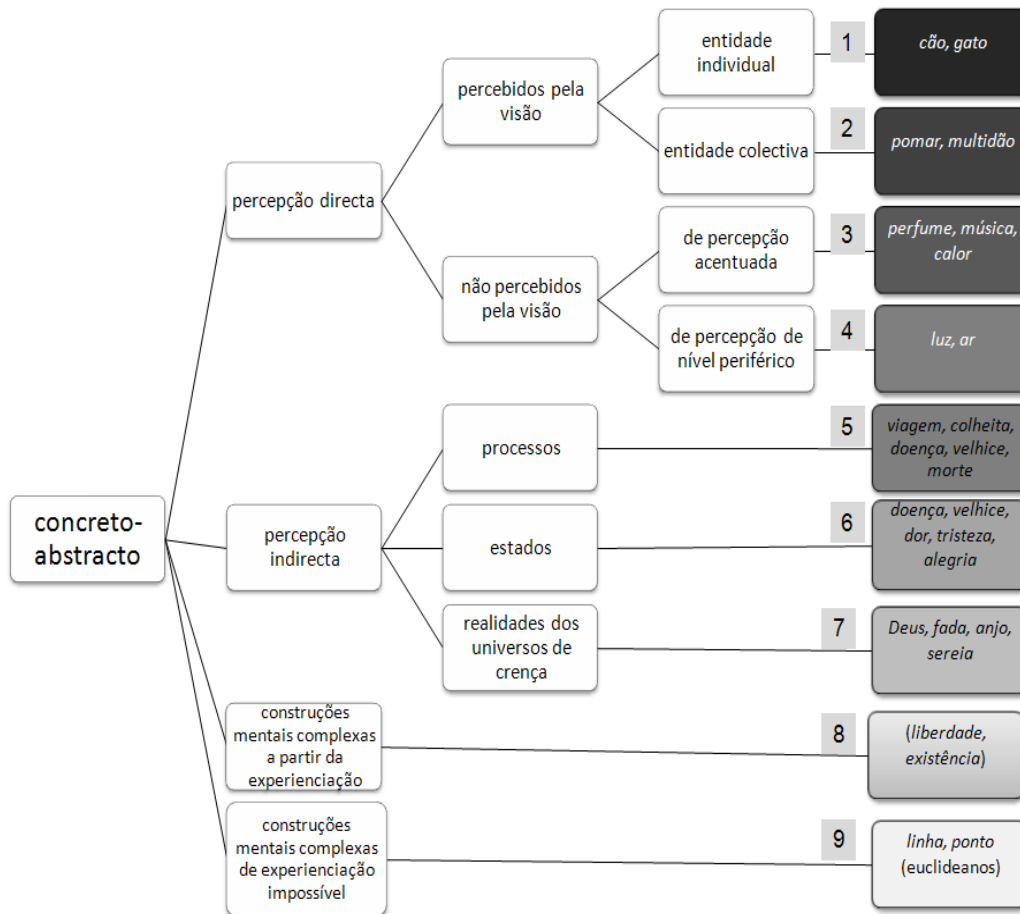 entidade
individual
1
cão, gato
percebidos pela
visão
entidade colectiva
2
pomar, multidão
percepção directa
de percepção
acentuada
3
perfume, música,
calor
não percebidos
pela visão
de percepção de
nível periférico
4
luz, ar
processos
5
viagem, colheita,
doença, velhice,
morte
concreto-
abstracto
percepção
indirecta
estados
6
doença, velhice,
dor, tristeza,
alegria
realidades dos
universos de
crença
7
Deus, fada, anjo,
sereia
construções
mentais complexas
a partir da
experienciação
8
(liberdade,
existência)
construções
mentais complexas
de experienciação
impossível
9
linha, ponto
(euclideanos)